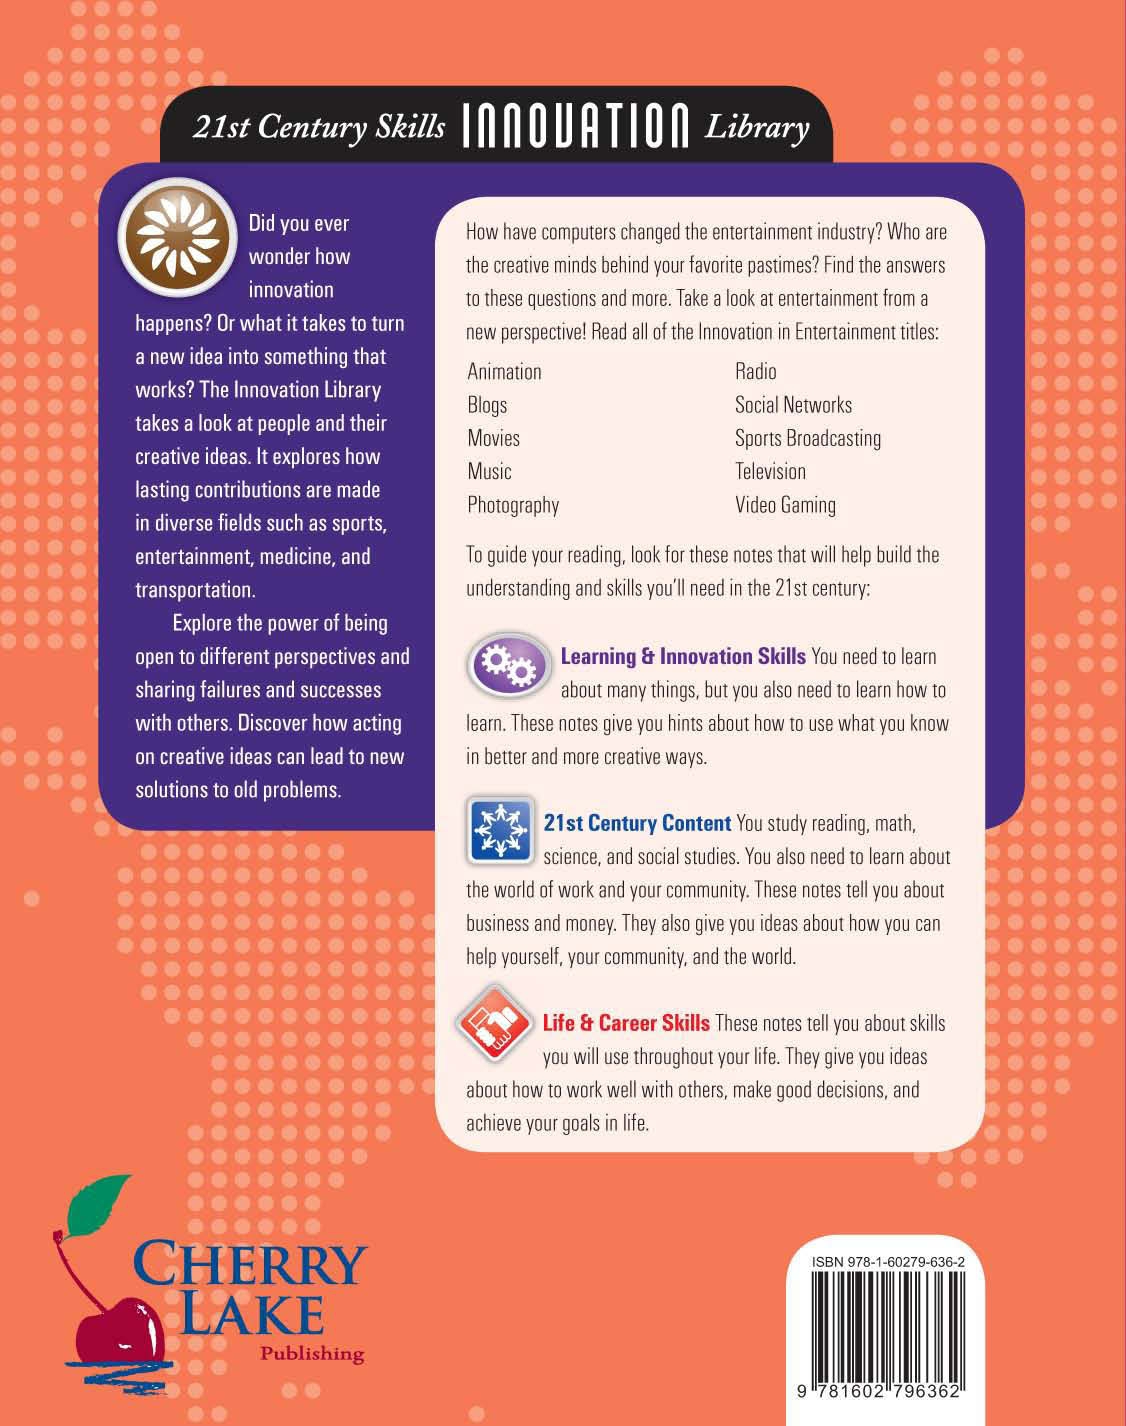 21st Century Skills INNOVATION Library
Did you ever
wonder how
innovation
happens? Or what it takes to turn
a new idea into something that
works? The Innovation Library
takes a look at people and their
creative ideas. It explores how
lasting contributions are made
in diverse fields such as sports,
entertainment, medicine, and
transportation.
Explore the power of being
open to different perspectives and
sharing failures and successes
with others. Discover how acting
on creative ideas can lead to new
solutions to old problems.
How have computers changed the entertainment industry? Who are
the creative minds behind your favorite pastimes? Find the answers
to these questions and more. Take a look at entertainment from a
new perspective! Read all of the Innovation in Entertainment titles:
Animation
Blogs
Movies
Music
Photography
Radio
Social Networks
Sports Broadcasting
Television
Video Gaming
To guide your reading, look for these notes that will help build the
understanding and skills you'll need in the 21st century:
Learning & Innovation Skills You need to learn
about many things, but you also need to learn how to
learn. These notes give you hints about how to use what you know
in better and more creative ways.
21st Century Content You study reading, math,
science, and social studies. You also need to learn about
the world of work and your community. These notes tell you about
business and money. They also give you ideas about how you can
help yourself, your community, and the world.
Life & Career Skills These notes tell you about skills
you will use throughout your life. They give you ideas
about how to work well with others, make good decisions, and
achieve your goals in life.
CHERRY
LAKE
Publishing
ISBN 978-1-60279-636-2
9 781602 796362